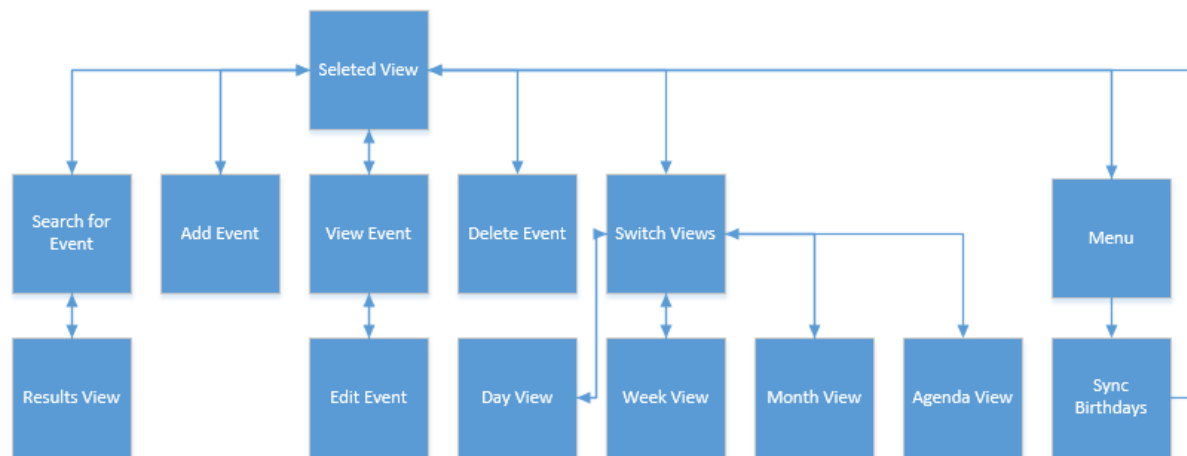 Seleted View
Search for
Event
Add Event
View Event
Delete Event
Switch Views
Menu
Results View
Edit Event
Day View
Week View
Month View
Agenda View
Sync
Birthdays